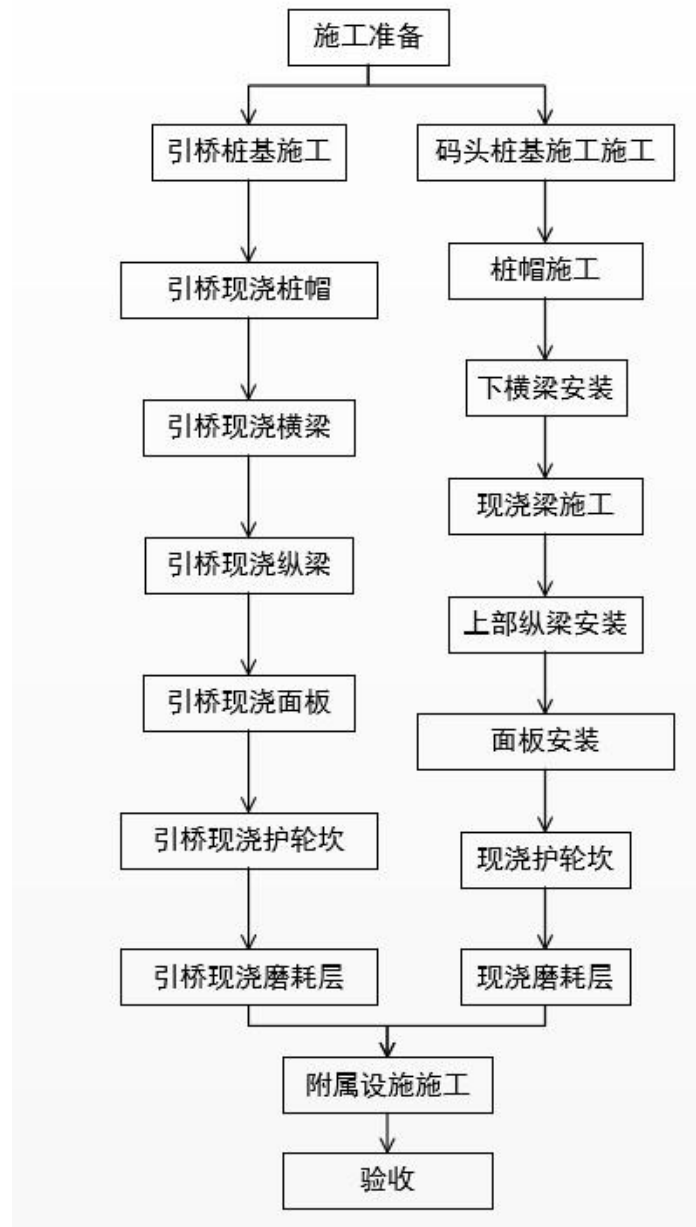 施工准备
引桥桩基施工
码头桩基施工施工
引桥现浇桩帽
桩帽施工
下横梁安装
引桥现浇横梁
现浇梁施工
引桥现浇纵梁
上部纵梁安装
引桥现浇面板
面板安装
引桥现浇护轮坎
现浇护轮坎
引桥现浇磨耗层
现浇磨耗层
附属设施施工
验收